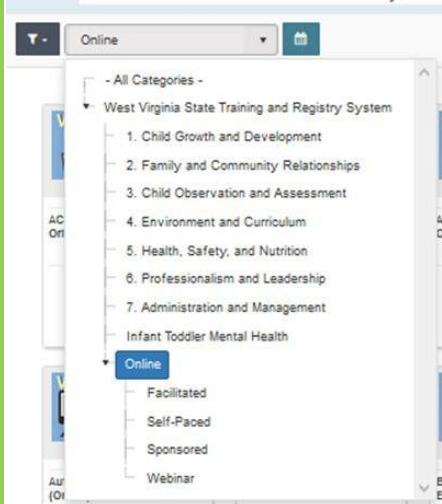 Online
- All Categories -
West Virginia State Training and Registry System
1. Child Growth and Development
2. Family and Community Relationships
3. Child Observation and Assessment
4. Environment and Curriculum
5. Health, Safety, and Nutrition
6. Professionalism and Leadership
7. Administration and Management
Infant Toddler Mental Health
Online
Facilitated
Self-Paced
Sponsored
Webinar